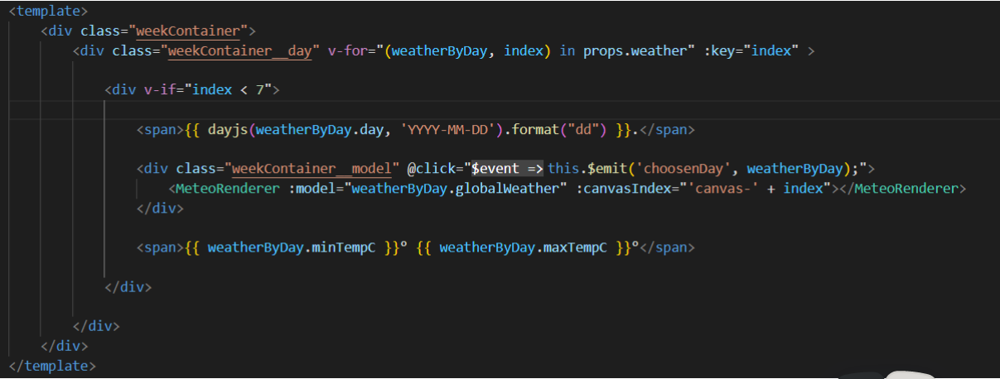 <template>
<div class="weekContainer">
<div class="weekContainer__day" v-for="(weatherByDay, index) in props.weather" :key="index" >
<div v-if="index < 7">
<span>{{ dayjs(weatherByDay.day, 'YYYY-MM-DD').format("dd") }}.</span>
<div class="weekContainer__model" @click="$event => this.$emit('choosenDay', weatherByDay);">
<MeteoRenderer :model="weatherByDay.globalWeather" :canvasIndex="'canvas-' + index"></MeteoRenderer>
</div>
<span>{{ weatherByDay.minTempC }}° {{ weatherByDay.maxTempC }}°</span>
</div>
</div>
</div>
</template>